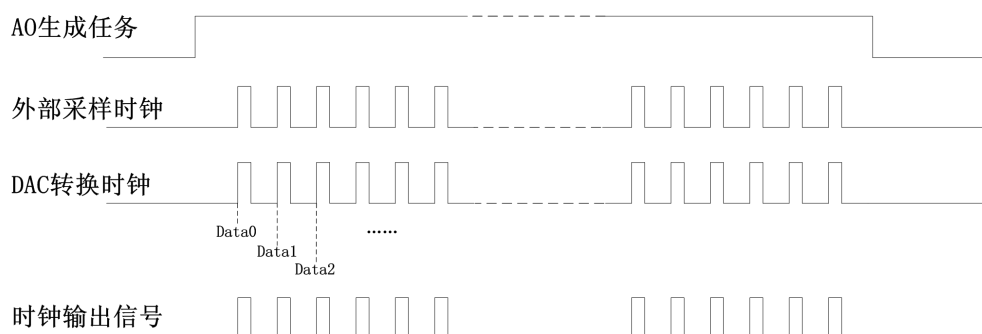 AO生成任务
外部采样时钟
DAC转换时钟
Data0
Data1
Data2
……
时钟输出信号